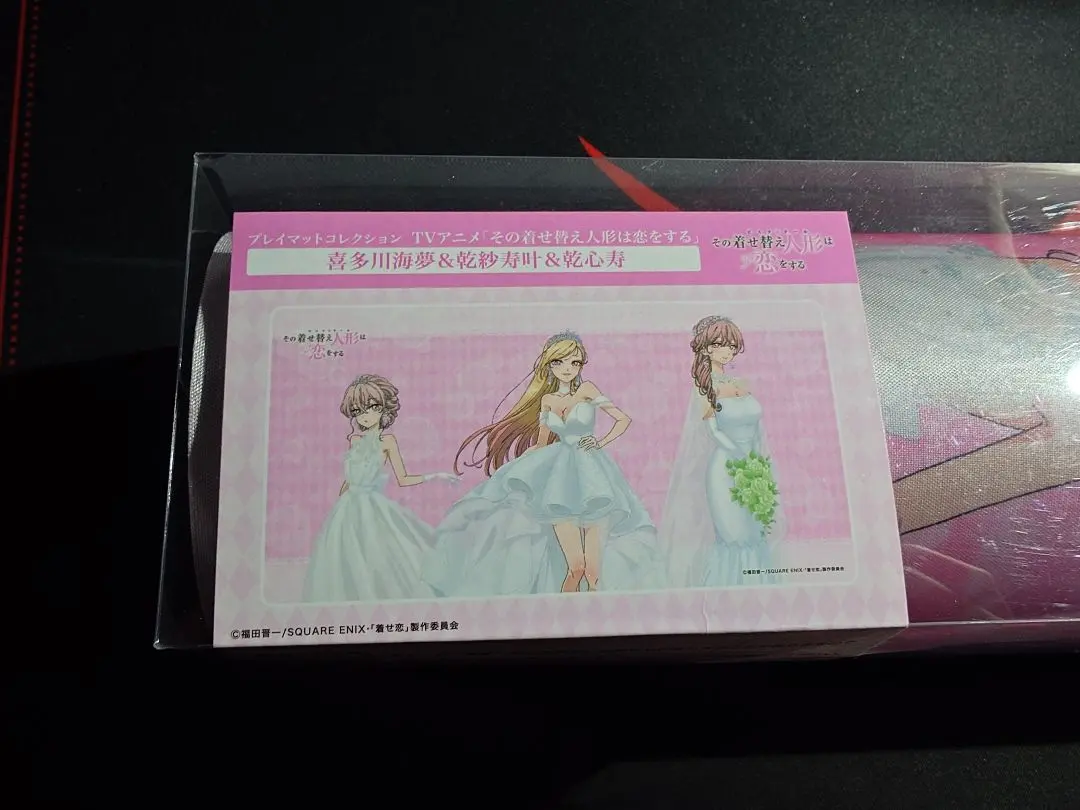 プレイマットコレクション TVアニメ「その着せ替え人形は恋をする」
喜多川海夢&乾紗寿叶&乾心寿
その着せ替え人形は
恋をする
その着せ替え人形は
恋をする
©福田晋一/SQUARE ENIX・「着せ恋」製作委員会
©福田晋一/SQUARE ENIX・「着せ恋」製作委員会